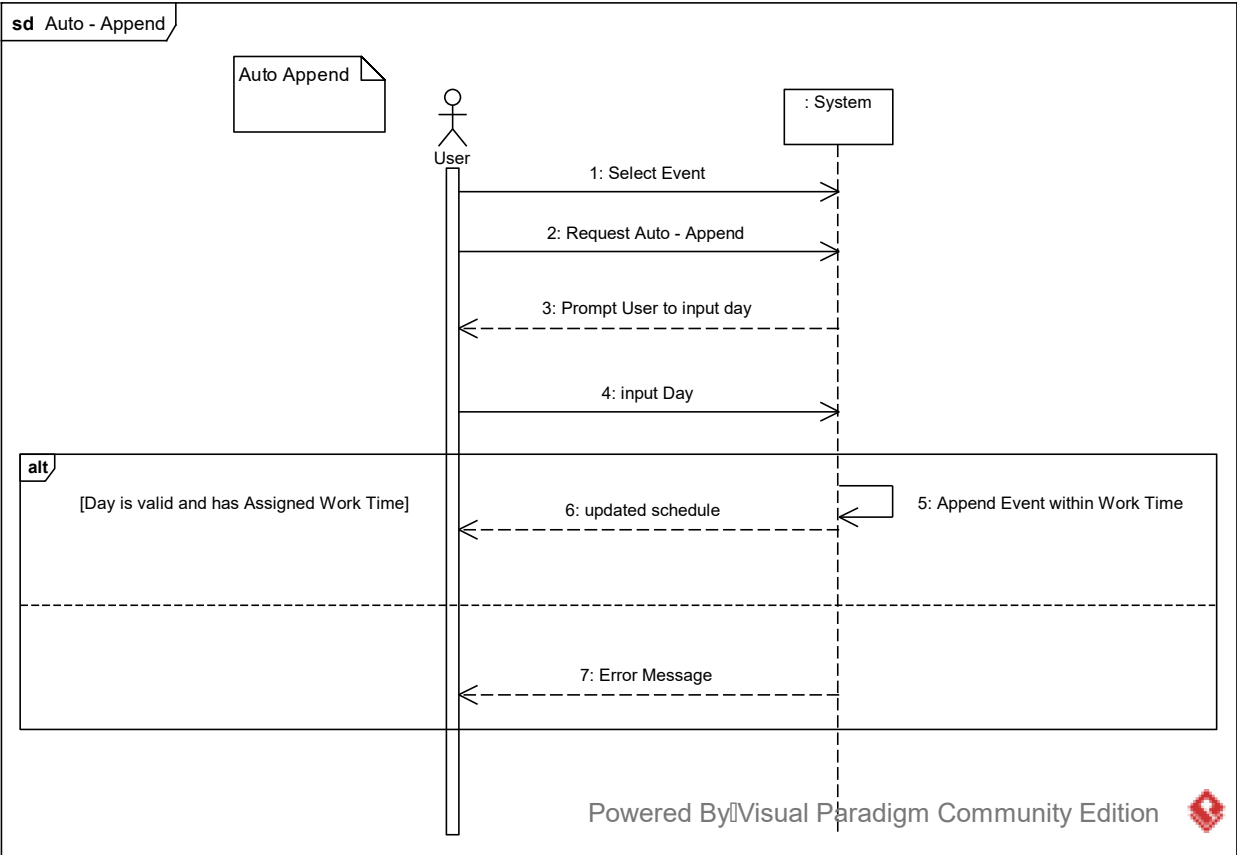 sd Auto - Append
Auto Append
: System
User
1: Select Event
2: Request Auto - Append
3: Prompt User to input day
4: input Day
alt
[Day is valid and has Assigned Work Time]
5: Append Event within Work Time
6: updated schedule
7: Error Message
Powered By Visual Paradigm Community Edition